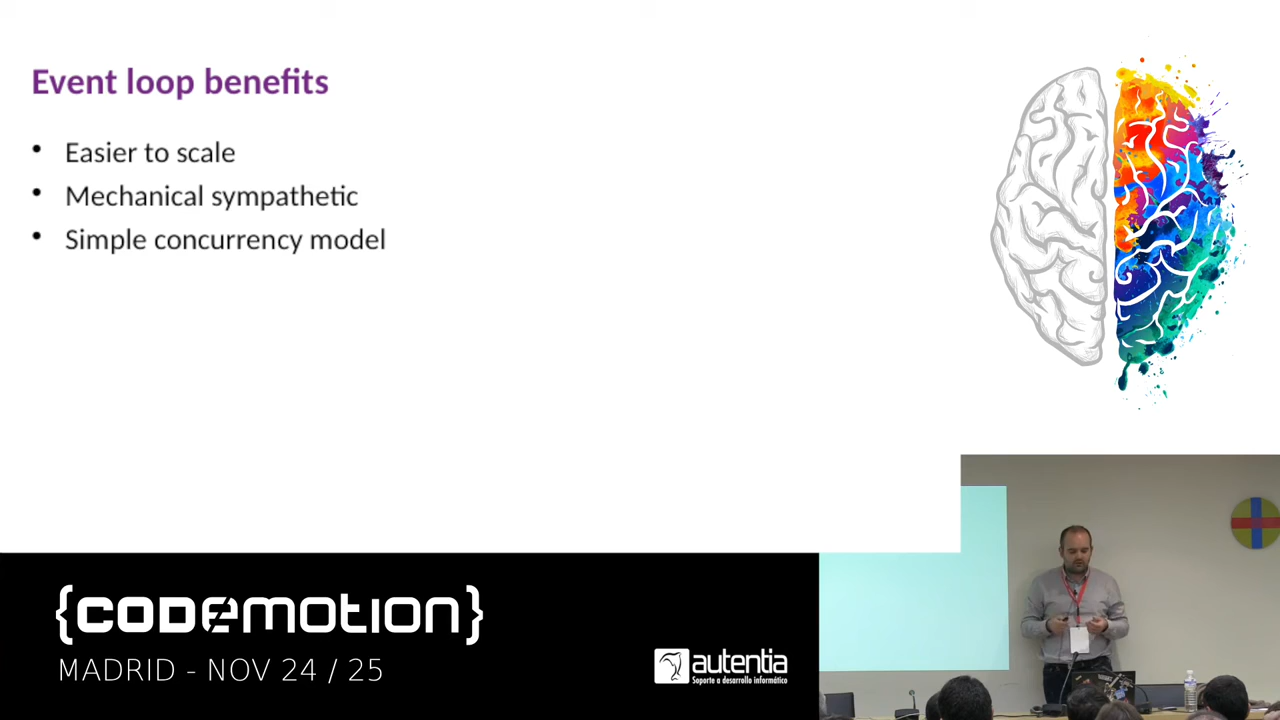 Event loop benefits
• Easier to scale
• Mechanical sympathetic
• Simple concurrency model
{codemotion}
MADRID - NOV 24 / 25
autentia
Soporte a desarrollo informático